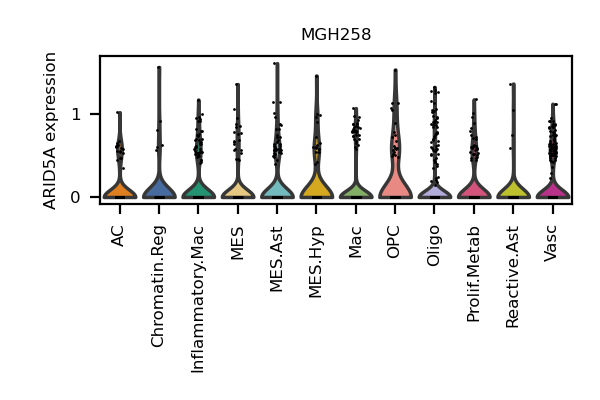 MGH258
ARID5A expression
1
0
AC
Chromatin.Reg
Inflammatory.Mac
MES
MES.Ast
MES.Hyp
Mac
OPC
Oligo
Prolif.Metab
Reactive.Ast
Vasc